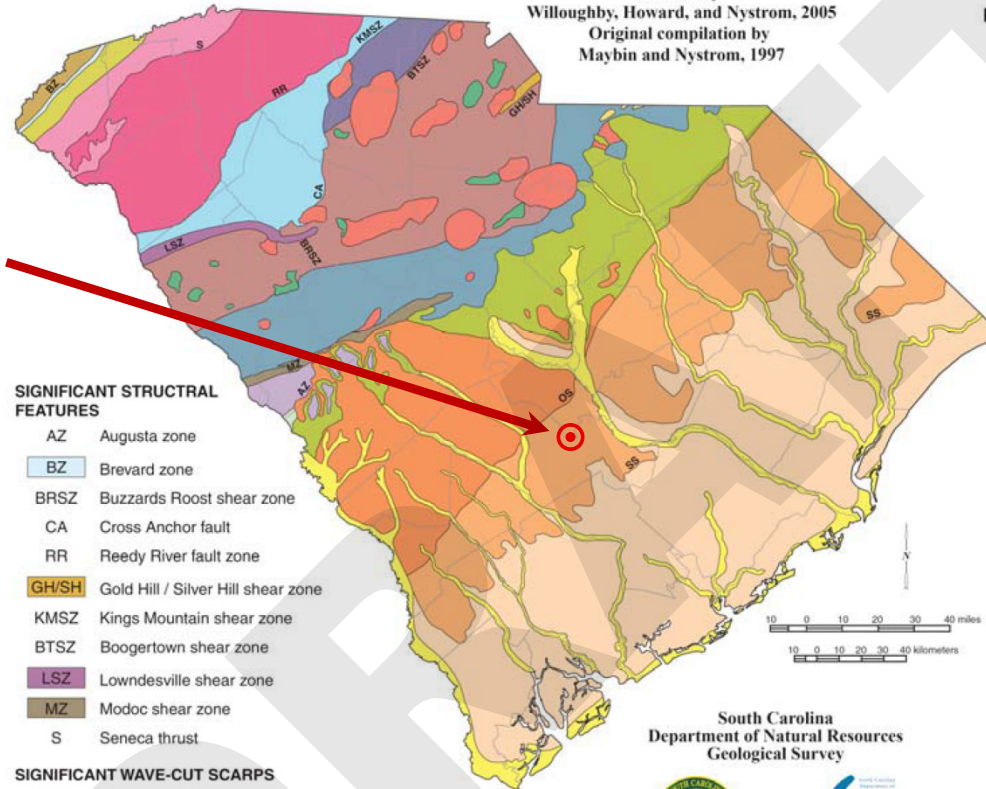 Willoughby, Howard, and Nystrom, 2005
Original compilation by
Maybin and Nystrom, 1997
BZ
S
RR
KMSZ
BTSZ
GH/SH
CA
LSZ
BRSZ
MZ
AZ
OS
SS
SS
SIGNIFICANT STRUCTRAL
FEATURES
AZ Augusta zone
BZ Brevard zone
BRSZ Buzzards Roost shear zone
CA Cross Anchor fault
RR Reedy River fault zone
GH/SH Gold Hill / Silver Hill shear zone
KMSZ Kings Mountain shear zone
BTSZ Boogertown shear zone
LSZ Lowndesville shear zone
MZ Modoc shear zone
S Seneca thrust
SIGNIFICANT WAVE-CUT SCARPS
N
10 0 10 20 30 40 miles
10 0 10 20 30 40 kilometers
South Carolina
Department of Natural Resources
Geological Survey